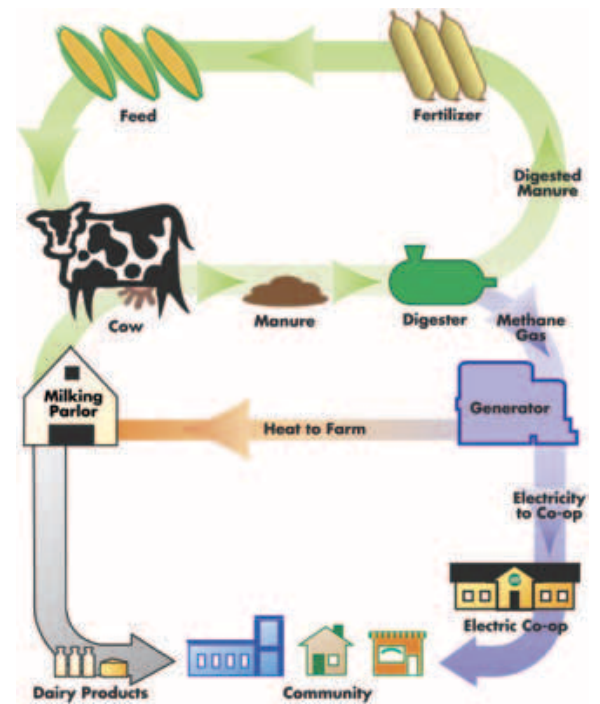 Feed
Fertilizer
Digested
Manure
Cow
Manure
Digester
Methane
Gas
Milking
Parlor
Heat to Farm
Generator
Electricity
to Co-op
Electric Co-op
Dairy Products
Community